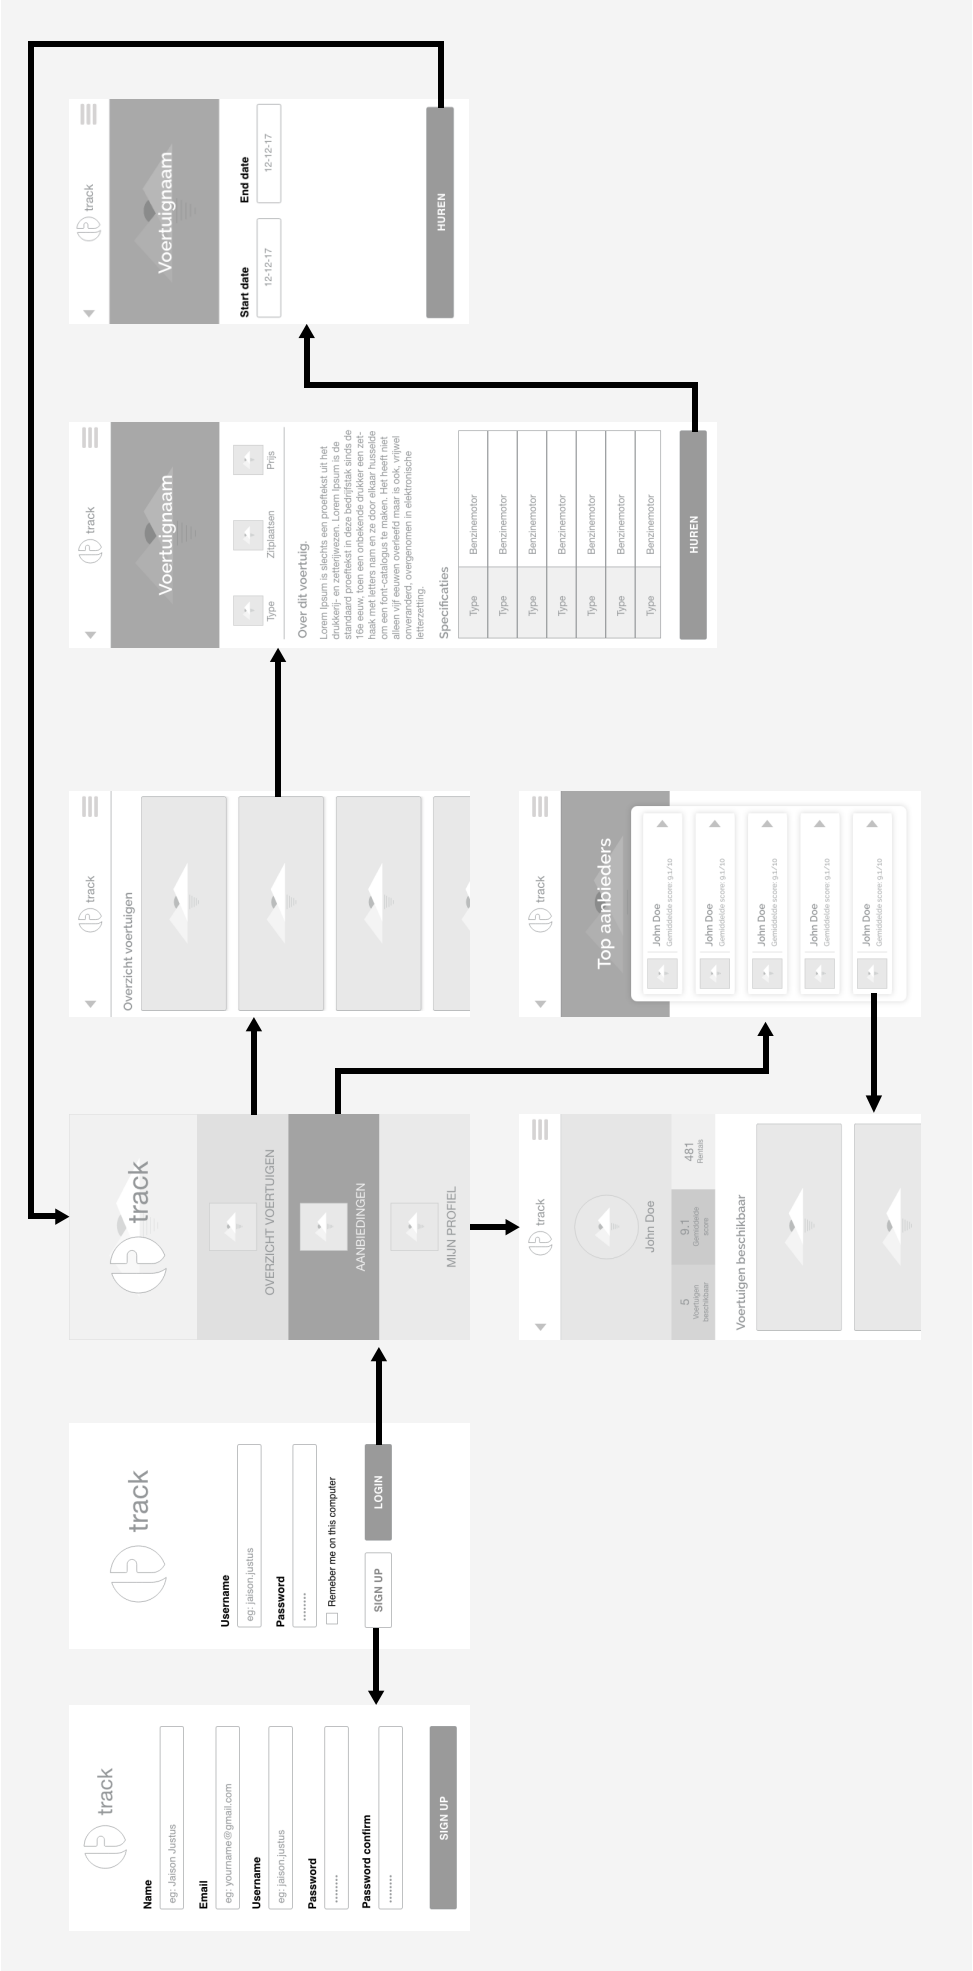 track
Name
eg: Jaison Justus
Email
eg: yourname@gmail.com
Username
eg: jaison.justus
Password
Password confirm
SIGN UP
track
Username
eg: jaison.justus
Password
Remeber me on this computer
SIGN UP
LOGIN
track
OVERZICHT VOERTUIGEN
AANBIEDINGEN
MIJN PROFIEL
track
Overzicht voertuigen
track
Voertuignaam
Type
Zitplaatsen
Prijs
Over dit voertuig.
Lorem Ipsum is slechts een proeftekst uit het
drukkerij- en zetterijwezen. Lorem Ipsum is de
standaard proeftekst in deze bedrijfstak sinds de
16e eeuw, toen een onbekende drukker een zet-
haak met letters nam en ze door elkaar husselde
om een font-catalogus te maken. Het heeft niet
alleen vijf eeuwen overleefd maar is ook, vrijwel
onveranderd, overgenomen in elektronische
letterzetting.
Specificaties
Type Benzinemotor
Type Benzinemotor
Type Benzinemotor
Type Benzinemotor
Type Benzinemotor
Type Benzinemotor
Type Benzinemotor
HUREN
track
Voertuignaam
Start date
End date
12-12-17
12-12-17
HUREN
track
John Doe
5
Voertuigen
beschikbaar
9.1
Gemiddelde
score
481
Rentals
Voertuigen beschikbaar
track
Top aanbieders
John Doe
Gemiddelde score: 9.1/10
John Doe
Gemiddelde score: 9.1/10
John Doe
Gemiddelde score: 9.1/10
John Doe
Gemiddelde score: 9.1/10
John Doe
Gemiddelde score: 9.1/10